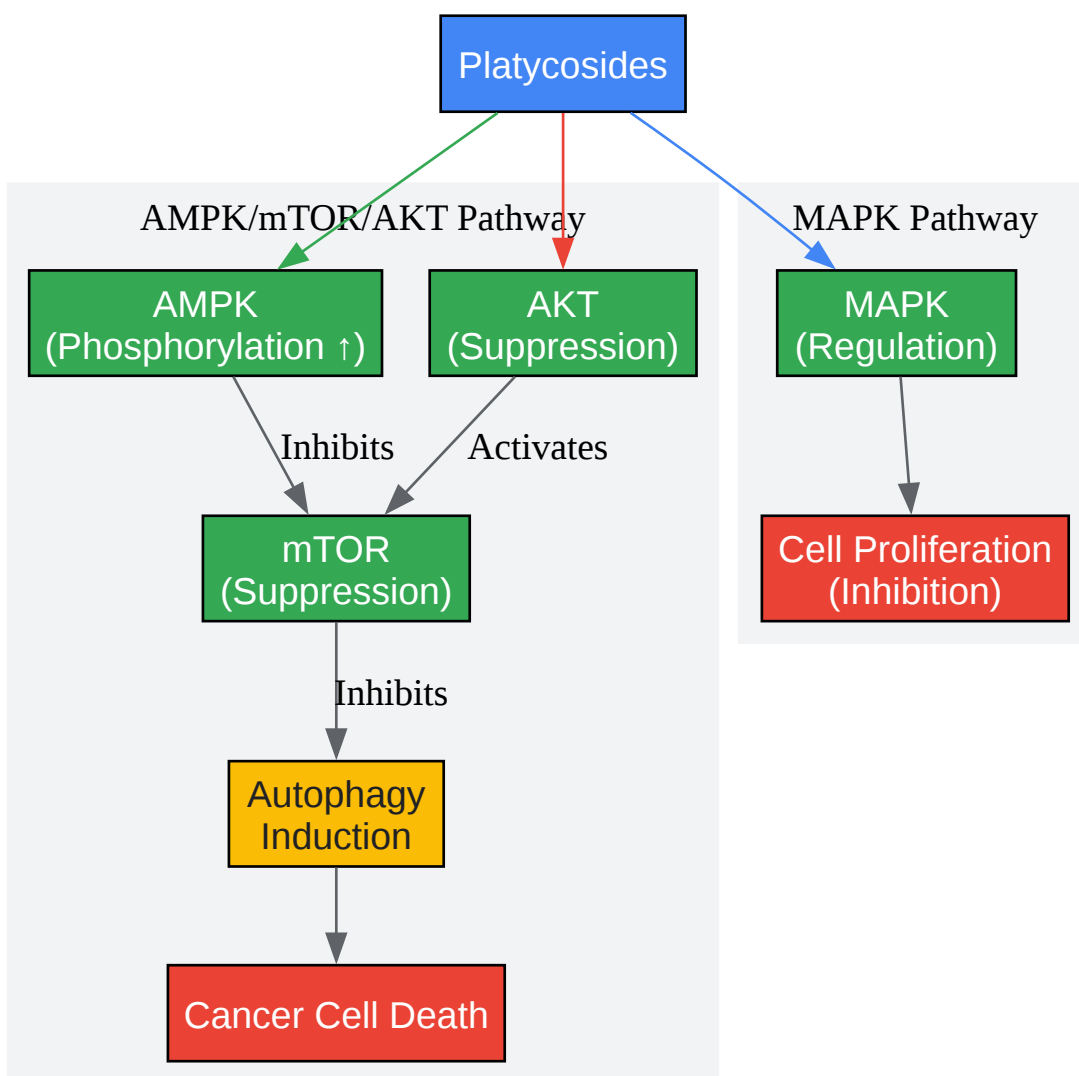 Platycosides
AMPK/mTOR/AKT Pathway
MAPK Pathway
AMPK
(Phosphorylation ↑)
AKT
(Suppression)
MAPK
(Regulation)
Inhibits
Activates
mTOR
(Suppression)
Cell Proliferation
(Inhibition)
Inhibits
Autophagy
Induction
Cancer Cell Death